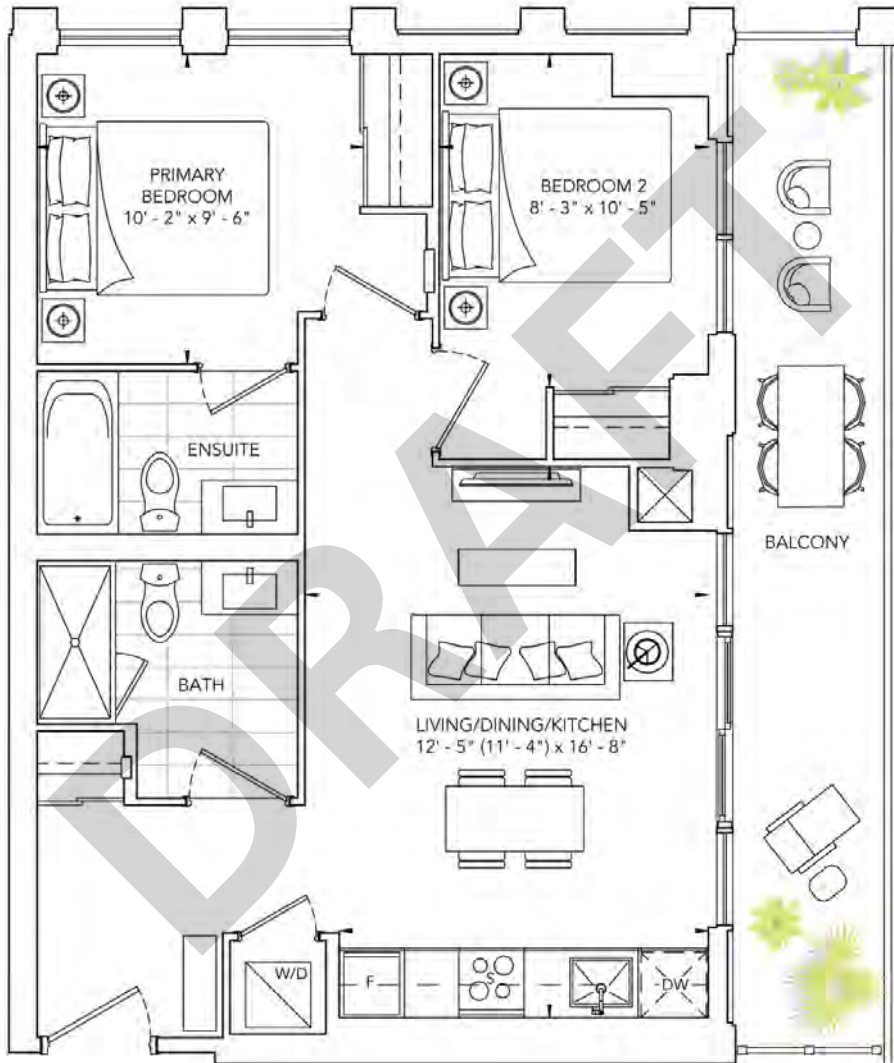 PRIMARY
BEDROOM
10' - 2" x 9' - 6"
BEDROOM 2
8' - 3" x 10' - 5"
ENSUITE
BALCONY
BATH
LIVING/DINING/KITCHEN
12' - 5" (11' - 4") x 16' - 8"
W/D
F
S
DW
DRAFT